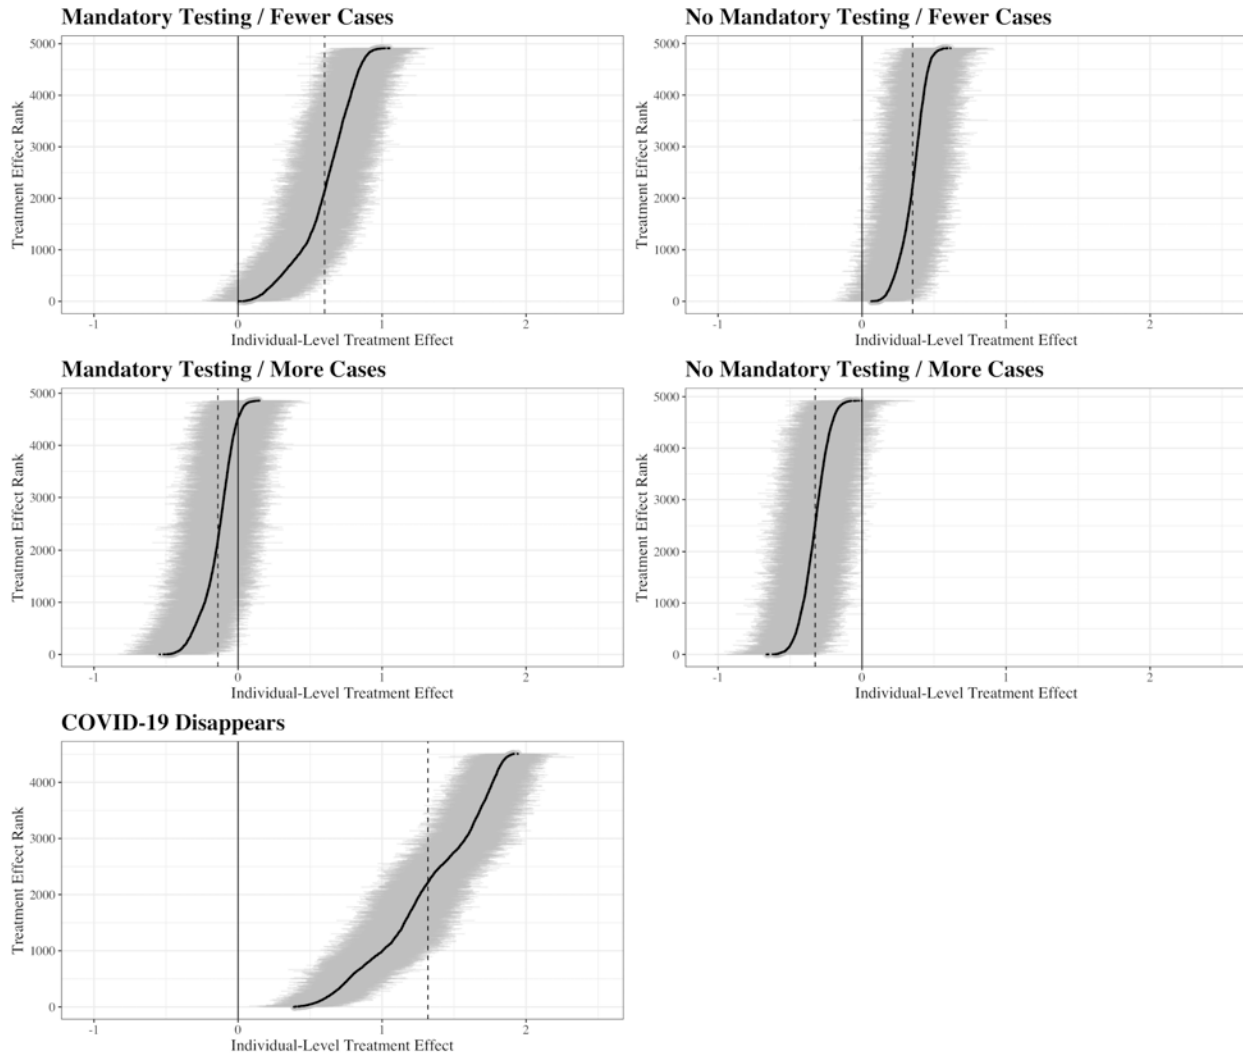 Mandatory Testing / Fewer Cases
5000
4000
3000
2000
1000
0
Treatment Effect Rank
-1 0 1 2
Individual-Level Treatment Effect
No Mandatory Testing / Fewer Cases
5000
4000
3000
2000
1000
0
Treatment Effect Rank
-1 0 1 2
Individual-Level Treatment Effect
Mandatory Testing / More Cases
5000
4000
3000
2000
1000
0
Treatment Effect Rank
-1 0 1 2
Individual-Level Treatment Effect
No Mandatory Testing / More Cases
5000
4000
3000
2000
1000
0
Treatment Effect Rank
-1 0 1 2
Individual-Level Treatment Effect
COVID-19 Disappears
4000
3000
2000
1000
0
Treatment Effect Rank
-1 0 1 2
Individual-Level Treatment Effect